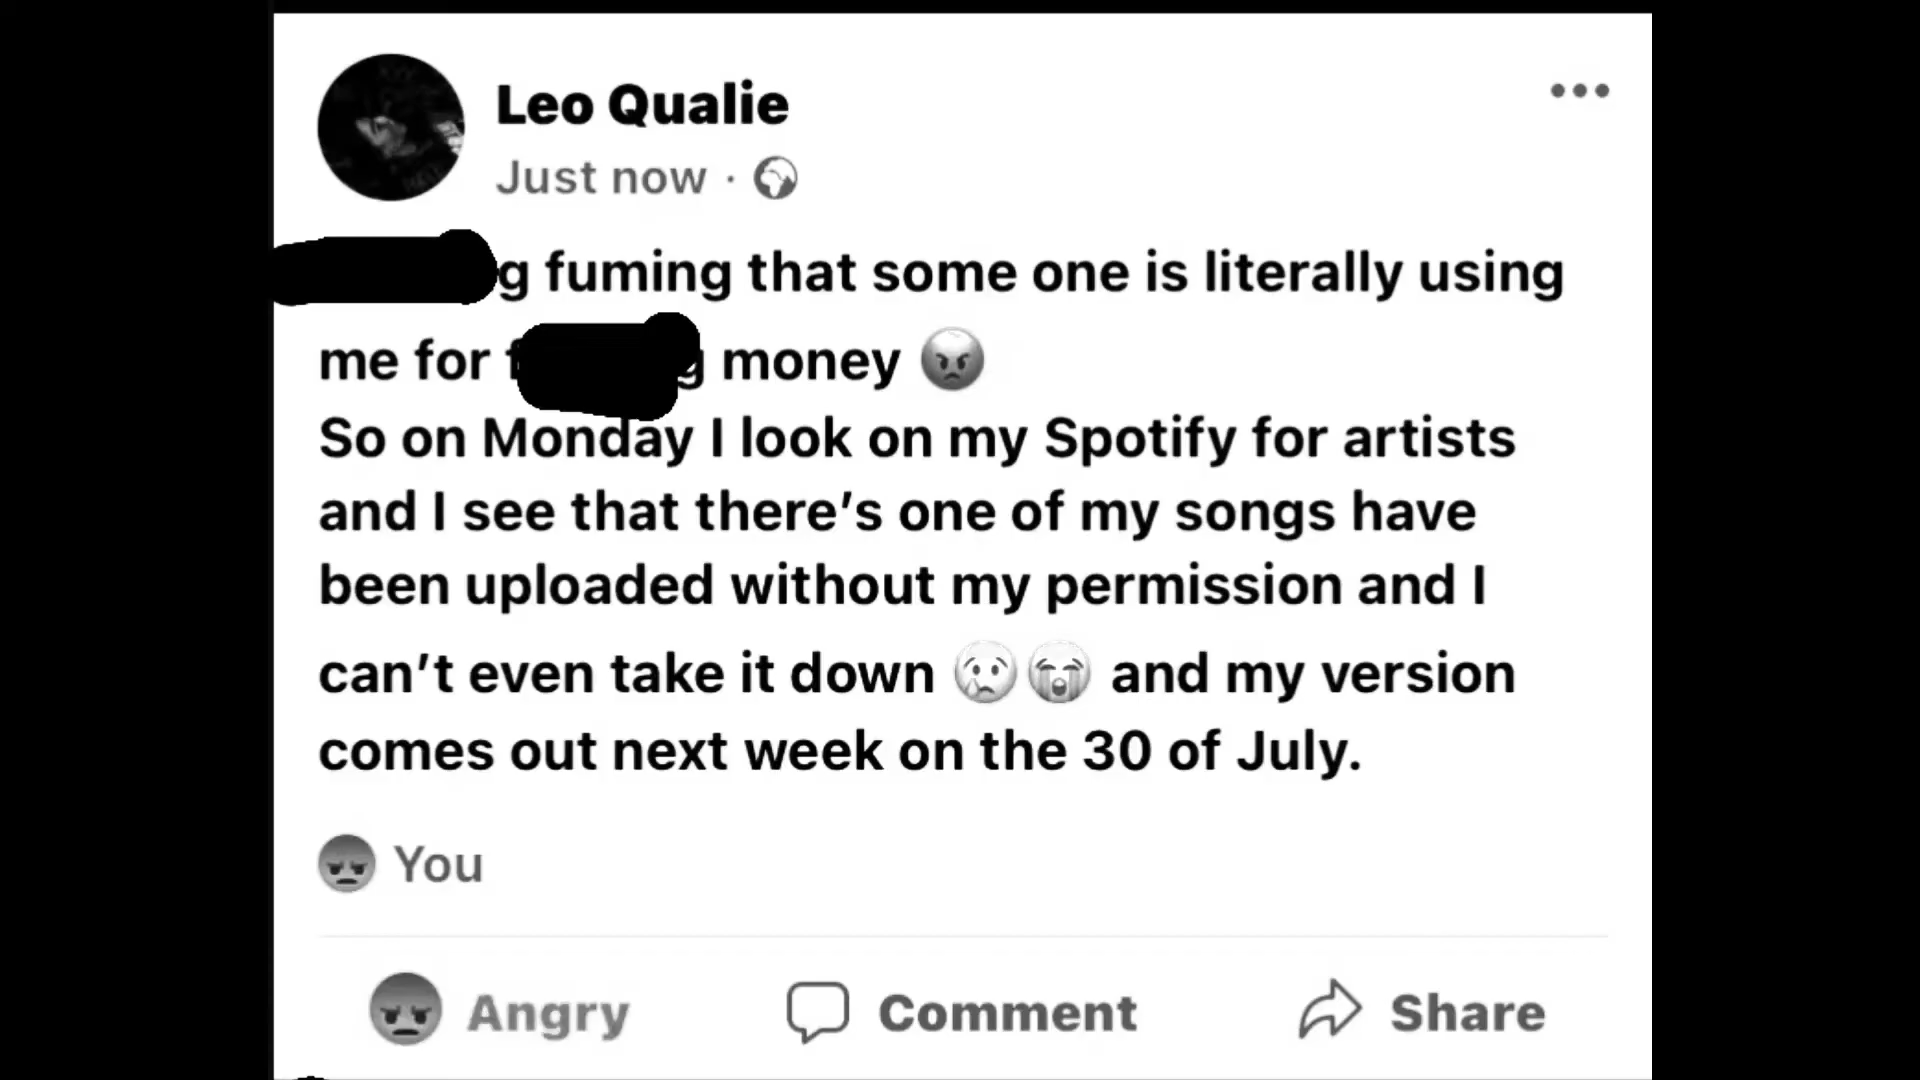 Leo Qualie
Just now ·
fuming that some one is literally using
me for money 😠
So on Monday I look on my Spotify for artists
and I see that there’s one of my songs have
been uploaded without my permission and I
can’t even take it down 😢😭 and my version
comes out next week on the 30 of July.
You
Angry
Comment
Share